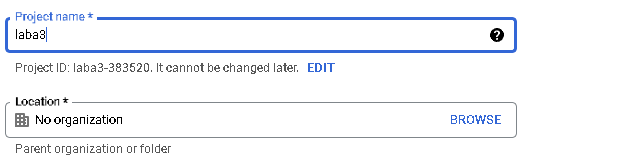 Project name *
laba3
Project ID: laba3-383520. It cannot be changed later. EDIT
Location *
No organization BROWSE
Parent organization or folder